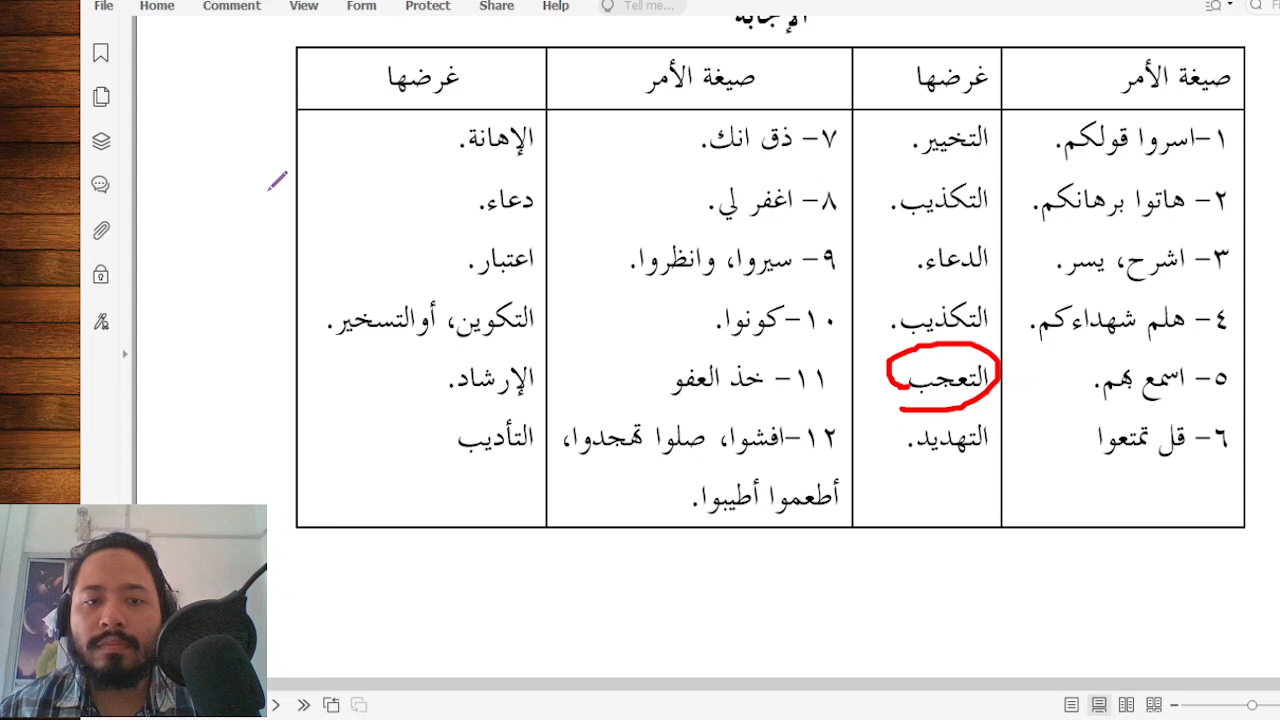 File Home Comment View Form Protect Share Help Tell me...
الإجابة
صيغة الأمر غرضها صيغة الأمر غرضها
١- اسروا قولكم. التخيير. ٧- ذق انك. الإهانة.
٢- هاتوا برهانكم. التكذيب. ٨- اغفر لي. دعاء.
٣- اشرح، يسر. الدعاء. ٩- سيروا، وانظروا. اعتبار.
٤- هلم شهداءكم. التكذيب. ١٠- كونوا. التكوين، أوالتسخير.
٥- اسمع بهم. التعجب ١١- خذ العفو الإرشاد.
٦- قل تمتعوا التهديد. ١٢- افشوا، صلوا تهجدوا، التأديب
أطعموا أطيبوا.